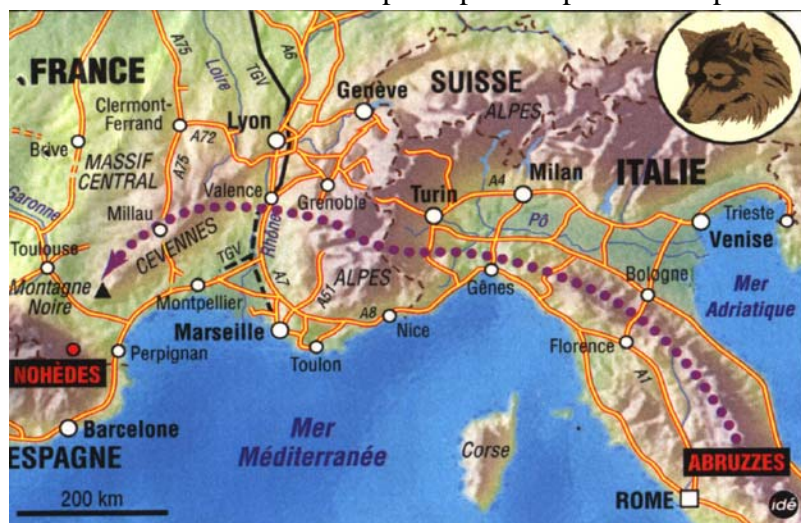 FRANCE
A75
Loire
TGV
A6
Genève
SUISSE
ALPES
Clermont-
Ferrand
Lyon
A72
Brive
MASSIF
CENTRAL
A75
Garonne
Valence
Grenoble
Turin
A4
Milan
ITALIE
Pô
Trieste
Venise
Millau
CEVENNES
Rhône
TGV
Toulouse
Montagne
Noire
A7
A51
ALPES
Gênes
Bologne
Mer
Adriatique
Montpellier
Marseille
A8
Nice
Toulon
Florence
A1
NOHÈDES
Perpignan
Barcelone
ESPAGNE
Mer
Méditerranée
Corse
ABRUZZES
ROME
idé
200 km